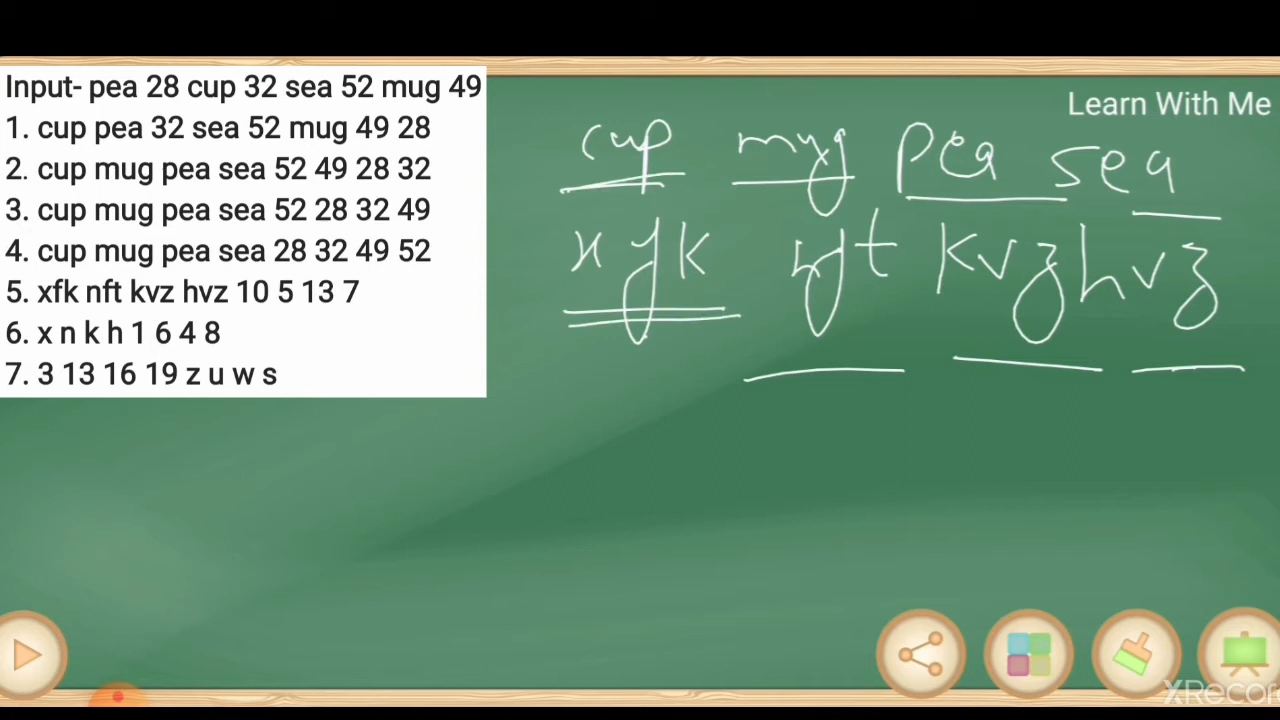 Input- pea 28 cup 32 sea 52 mug 49
1. cup pea 32 sea 52 mug 49 28
2. cup mug pea sea 52 49 28 32
3. cup mug pea sea 52 28 32 49
4. cup mug pea sea 28 32 49 52
5. xfk nft kvz hvz 10 5 13 7
6. x n k h 1 6 4 8
7. 3 13 16 19 z u w s
Learn With Me
cup mug pea sea
xfk nft kvz hvz
XRecor